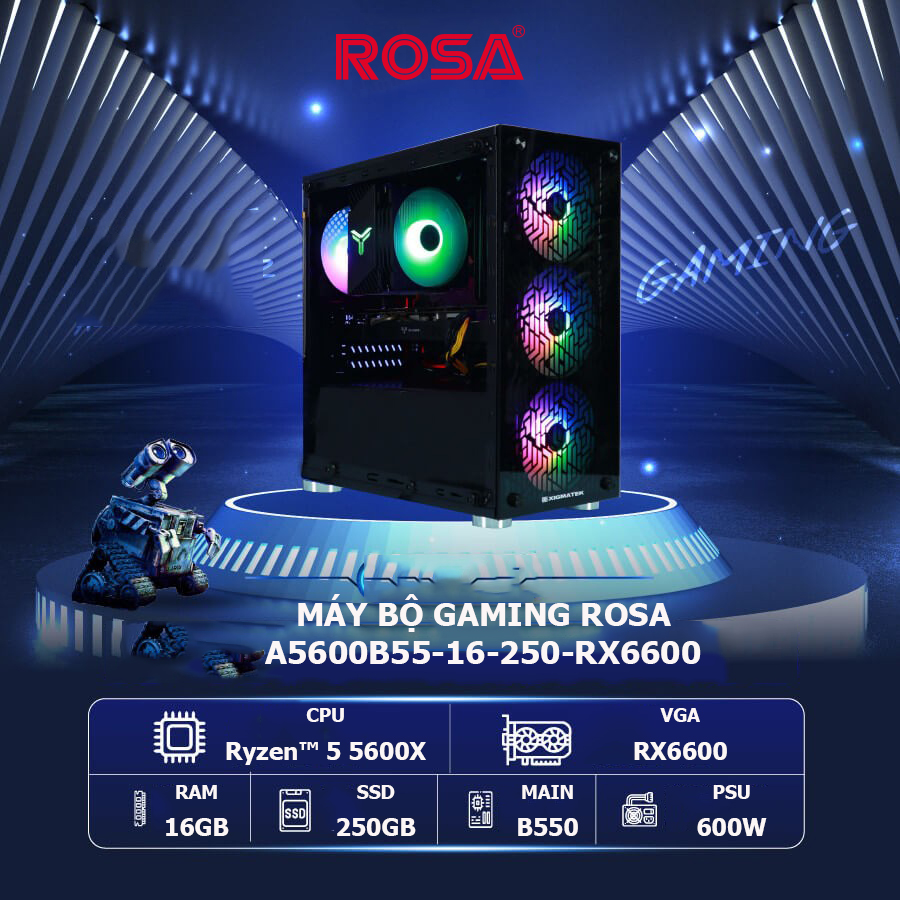 ROSA®
GAMING
XIGMATEK
MÁY BỘ GAMING ROSA
A5600B55-16-250-RX6600
CPU
Ryzen™ 5 5600X
VGA
RX6600
RAM
16GB
SSD
SSD
250GB
MAIN
B550
PSU
600W